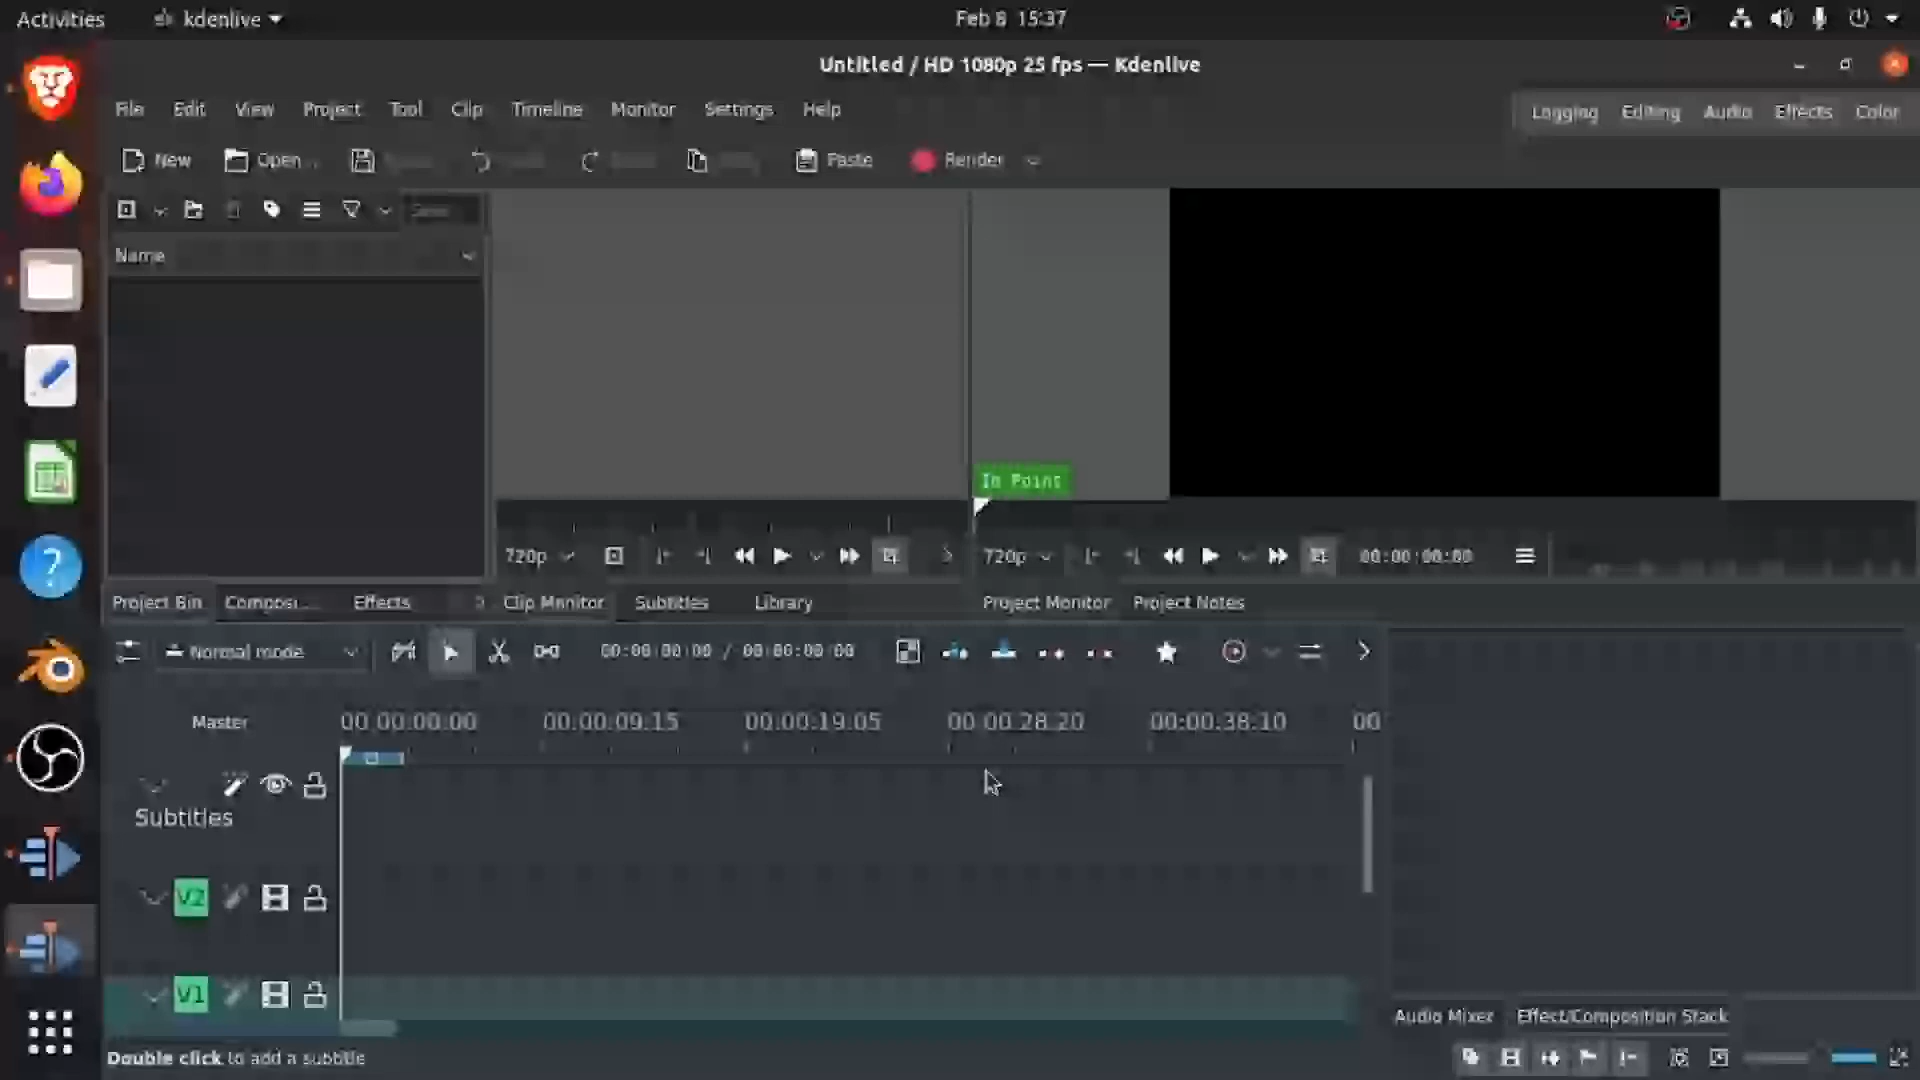 Activities kdenlive Feb 8 15:37
Untitled / HD 1080p 25 fps — Kdenlive
File Edit View Project Tool Clip Timeline Monitor Settings Help
Logging Editing Audio Effects Color
New Open... Paste Render
Name
In Point
720p 720p 00:00:00:00
Project Bin Composi... Effects Clip Monitor Subtitles Library Project Monitor Project Notes
Normal mode 00:00:00:00 / 00:00:00:00
Master 00:00:00:00 00:00:09:15 00:00:19:05 00:00:28:20 00:00:38:10 00
Subtitles
V2
V1
Audio Mixer Effect/Composition Stack
Double click to add a subtitle